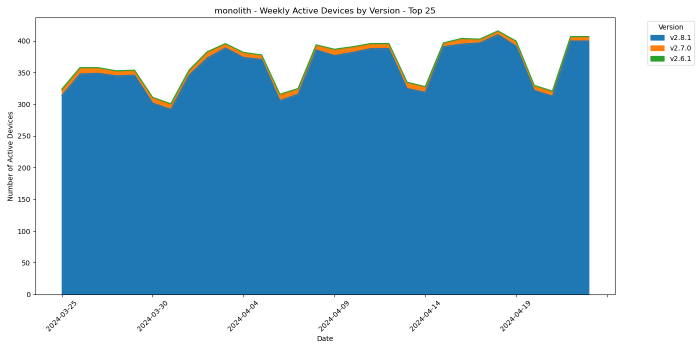 monolith - Weekly Active Devices by Version - Top 25
Number of Active Devices
400
350
300
250
200
150
100
50
0
2024-03-25
2024-03-30
2024-04-04
2024-04-09
2024-04-14
2024-04-19
Date
Version
v2.8.1
v2.7.0
v2.6.1